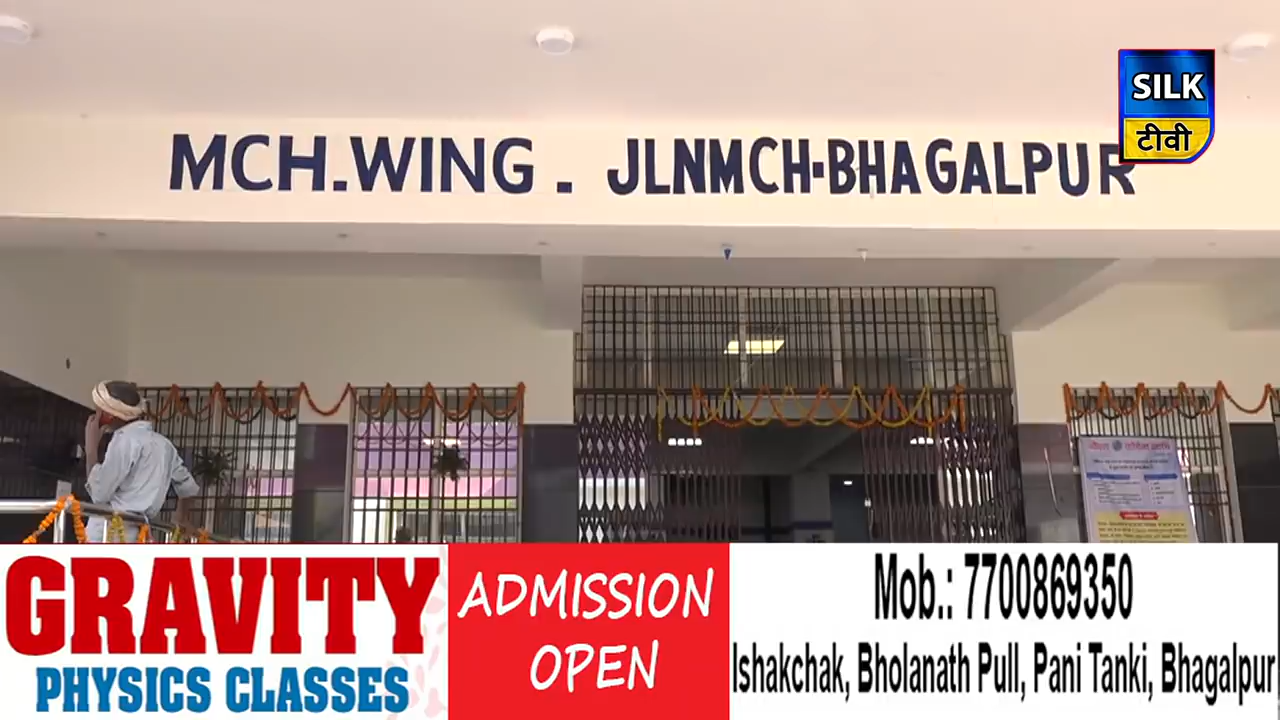 SILK
टीवी
MCH.WING . JLNMCH-BHAGALPUR
GRAVITY
PHYSICS CLASSES
ADMISSION
OPEN
Mob.: 7700869350
Ishakchak, Bholanath Pull, Pani Tanki, Bhagalpur